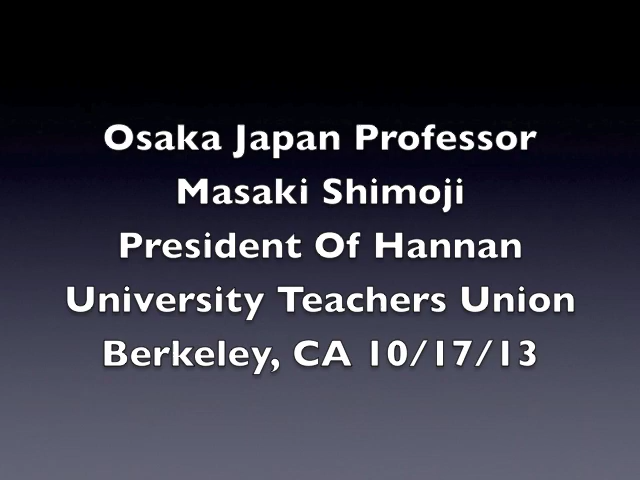 Osaka Japan Professor
Masaki Shimoji
President Of Hannan
University Teachers Union
Berkeley, CA 10/17/13